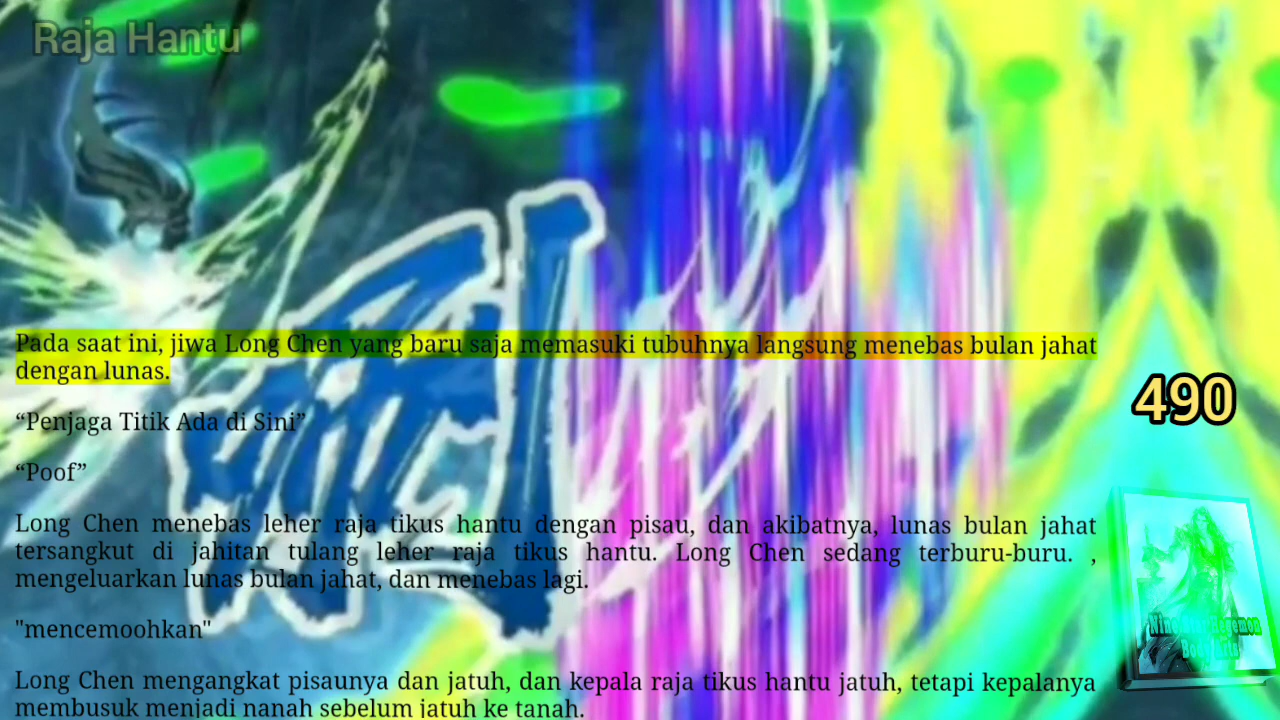 Raja Hantu
Pada saat ini, jiwa Long Chen yang baru saja memasuki tubuhnya langsung menebas bulan jahat
dengan lunas.
“Penjaga Titik Ada di Sini”
“Poof”
Long Chen menebas leher raja tikus hantu dengan pisau, dan akibatnya, lunas bulan jahat
tersangkut di jahitan tulang leher raja tikus hantu. Long Chen sedang terburu-buru. ,
mengeluarkan lunas bulan jahat, dan menebas lagi.
"mencemoohkan"
Long Chen mengangkat pisaunya dan jatuh, dan kepala raja tikus hantu jatuh, tetapi kepalanya
membusuk menjadi nanah sebelum jatuh ke tanah.
490